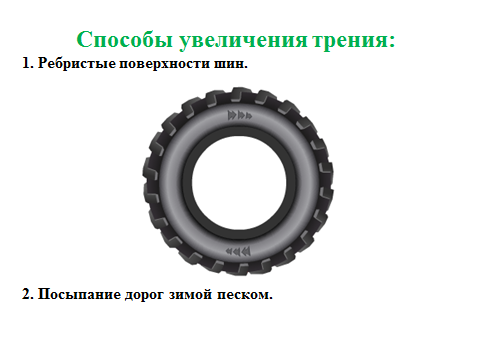 Способы увеличения трения:
1. Ребристые поверхности шин.
2. Посыпание дорог зимой песком.